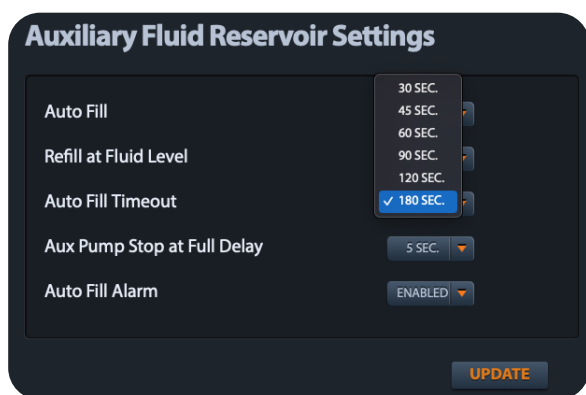 Auxiliary Fluid Reservoir Settings
Auto Fill
30 SEC.
45 SEC.
60 SEC.
90 SEC.
120 SEC.
✓ 180 SEC.
Refill at Fluid Level
Auto Fill Timeout
Aux Pump Stop at Full Delay 5 SEC.
Auto Fill Alarm ENABLED
UPDATE